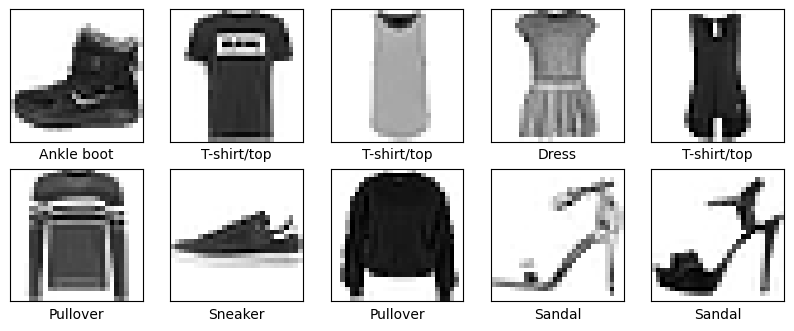 Ankle boot
T-shirt/top
T-shirt/top
Dress
T-shirt/top
Pullover
Sneaker
Pullover
Sandal
Sandal